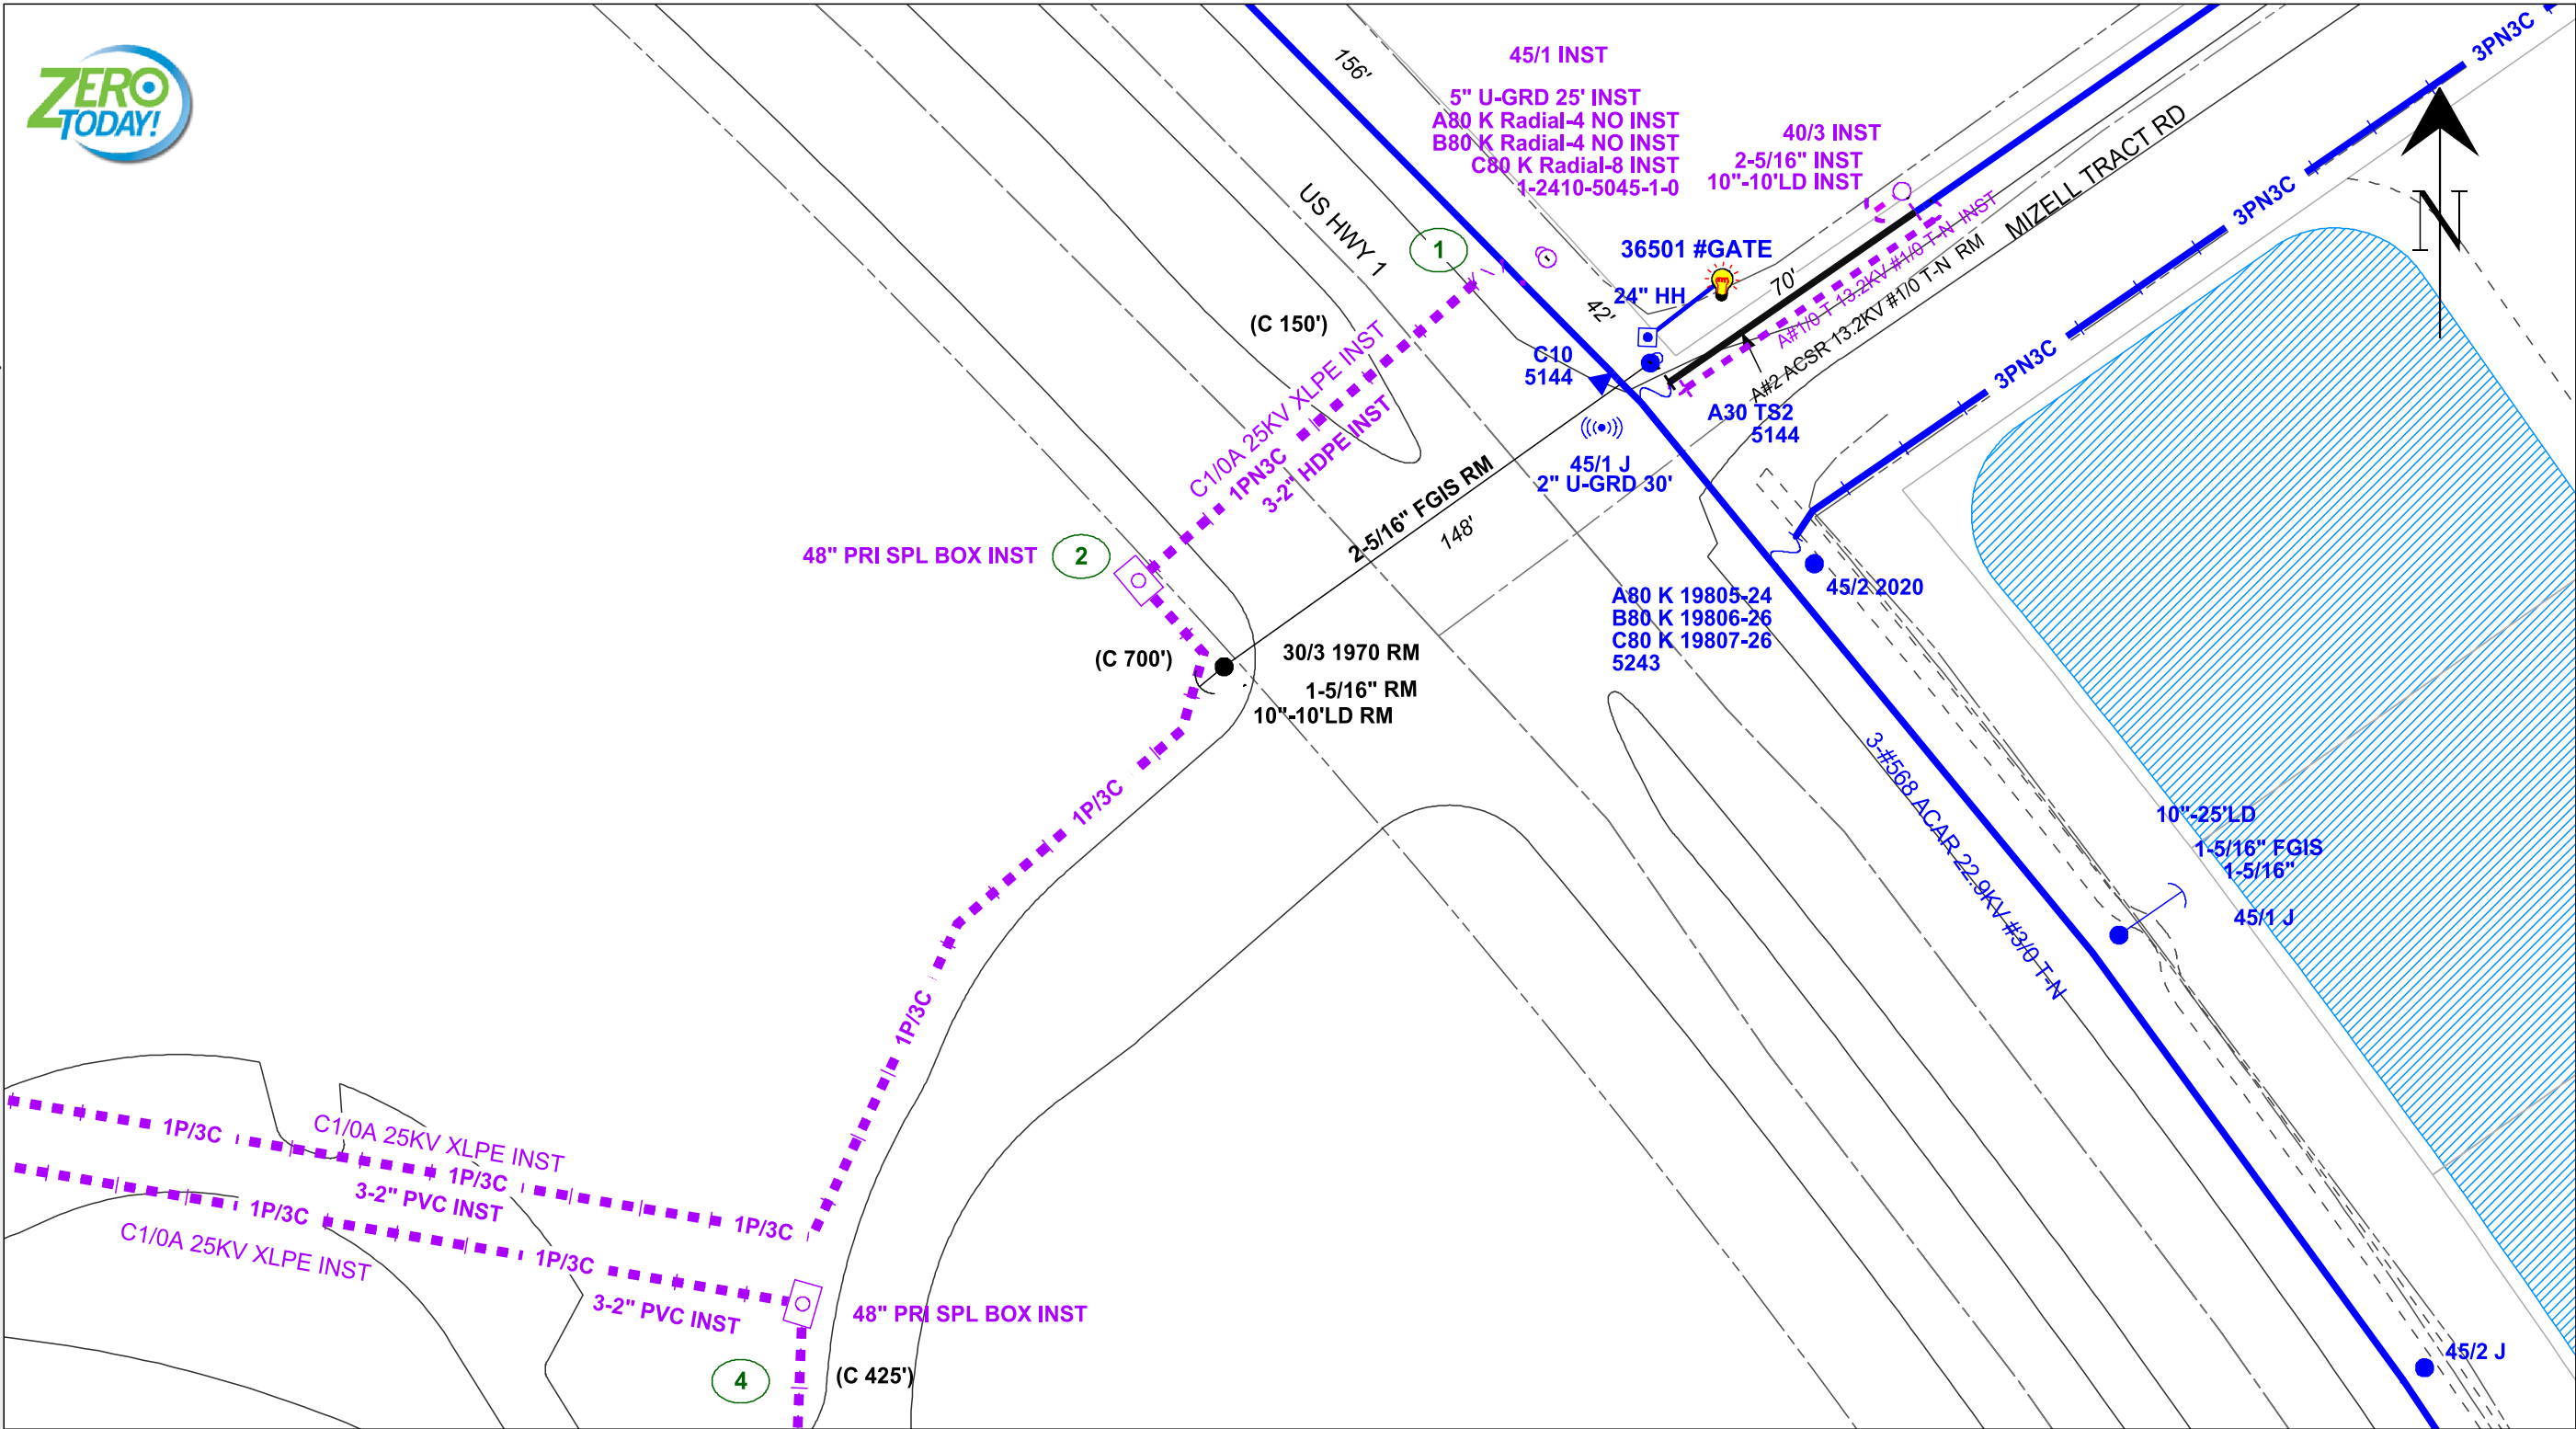 ZERO
TODAY!
45/1 INST
5" U-GRD 25' INST
A80 K Radial-4 NO INST
B80 K Radial-4 NO INST
C80 K Radial-8 INST
1-2410-5045-1-0
40/3 INST
2-5/16" INST
10"-10'LD INST
156'
US HWY 1
MIZELL TRACT RD
3PN3C
3PN3C
3PN3C
N
1
36501 #GATE
24" HH
42'
70'
A#1/0 T 13.2KV #1/0 T-N INST
A#2 ACSR 13.2KV #1/0 T-N RM
(C 150')
C10
5144
A30 TS2
5144
45/1 J
2" U-GRD 30'
C1/0A 25KV XLPE INST
1PN3C
3-2" HDPE INST
2-5/16" FGIS RM
148'
48" PRI SPL BOX INST
2
45/2 2020
A80 K 19805-24
B80 K 19806-26
C80 K 19807-26
5243
(C 700')
30/3 1970 RM
1-5/16" RM
10"-10'LD RM
1P/3C
3-#568 ACAR 22.9KV #3/0 T-N
10"-25'LD
1-5/16" FGIS
1-5/16"
45/1 J
1P/3C
1P/3C
C1/0A 25KV XLPE INST
1P/3C
3-2" PVC INST
1P/3C
1P/3C
C1/0A 25KV XLPE INST
1P/3C
3-2" PVC INST
48" PRI SPL BOX INST
4
(C 425')
45/2 J